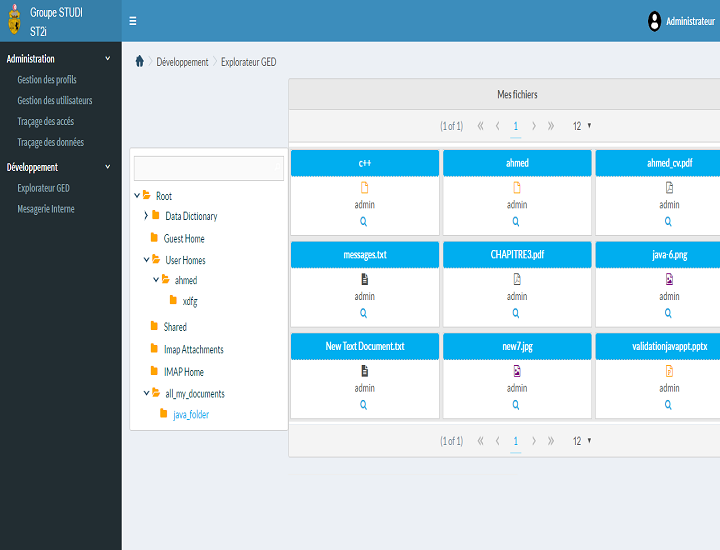 Groupe STUDI
ST2i
Administrateur
Administration
Gestion des profils
Gestion des utilisateurs
Traçage des accés
Traçage des données
Développement
Explorateur GED
Mesagerie Interne
Développement
Explorateur GED
Root
Data Dictionary
Guest Home
User Homes
ahmed
xdfg
Shared
Imap Attachments
IMAP Home
all_my_documents
java_folder
Mes fichiers
(1 of 1) 1 12
c++ ahmed ahmed_cv.pdf
admin admin admin
messages.txt CHAPITRE3.pdf java-6.png
admin admin admin
New Text Document.txt new7.jpg validationjavappt.pptx
admin admin admin
(1 of 1) 1 12